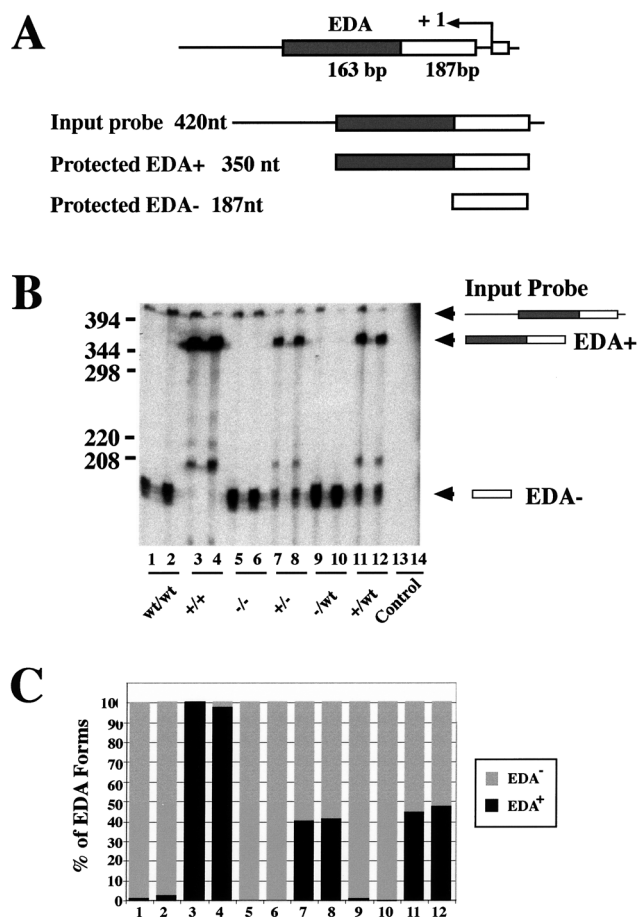 A
EDA
+ 1
163 bp
187bp
Input probe 420nt
Protected EDA+ 350 nt
Protected EDA- 187nt
B
394
344
298
220
208
Input Probe
EDA+
EDA-
1 2 3 4 5 6 7 8 9 10 11 12 13 14
wt/wt
+/+
-/-
+/-
-/wt
+/wt
Control
C
% of EDA Forms
10
90
80
70
60
50
40
30
20
10
0
1 2 3 4 5 6 7 8 9 10 11 12
EDA-
EDA+